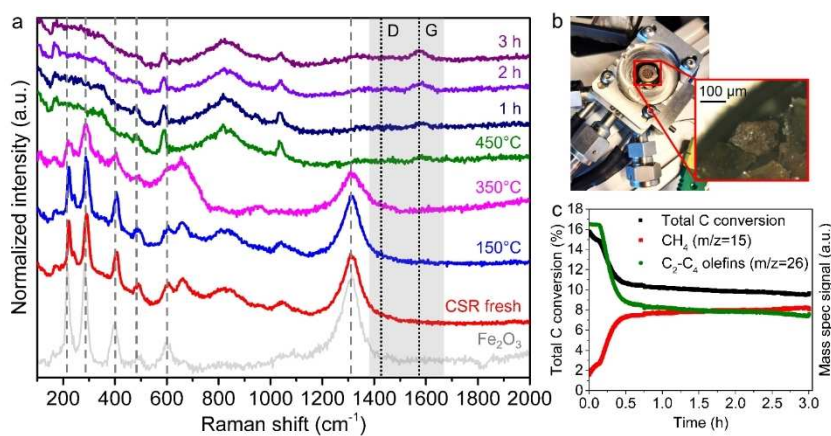 a
Normalized intensity (a.u.)
D
G
3 h
2 h
1 h
450°C
350°C
150°C
CSR fresh
Fe₂O₃
200 400 600 800 1000 1200 1400 1600 1800 2000
Raman shift (cm⁻¹)
b
100 µm
c
Total C conversion (%)
18
16
14
12
10
8
6
4
2
0
Total C conversion
CH₄ (m/z=15)
C₂-C₄ olefins (m/z=26)
Mass spec signal (a.u.)
0.0 0.5 1.0 1.5 2.0 2.5 3.0
Time (h)